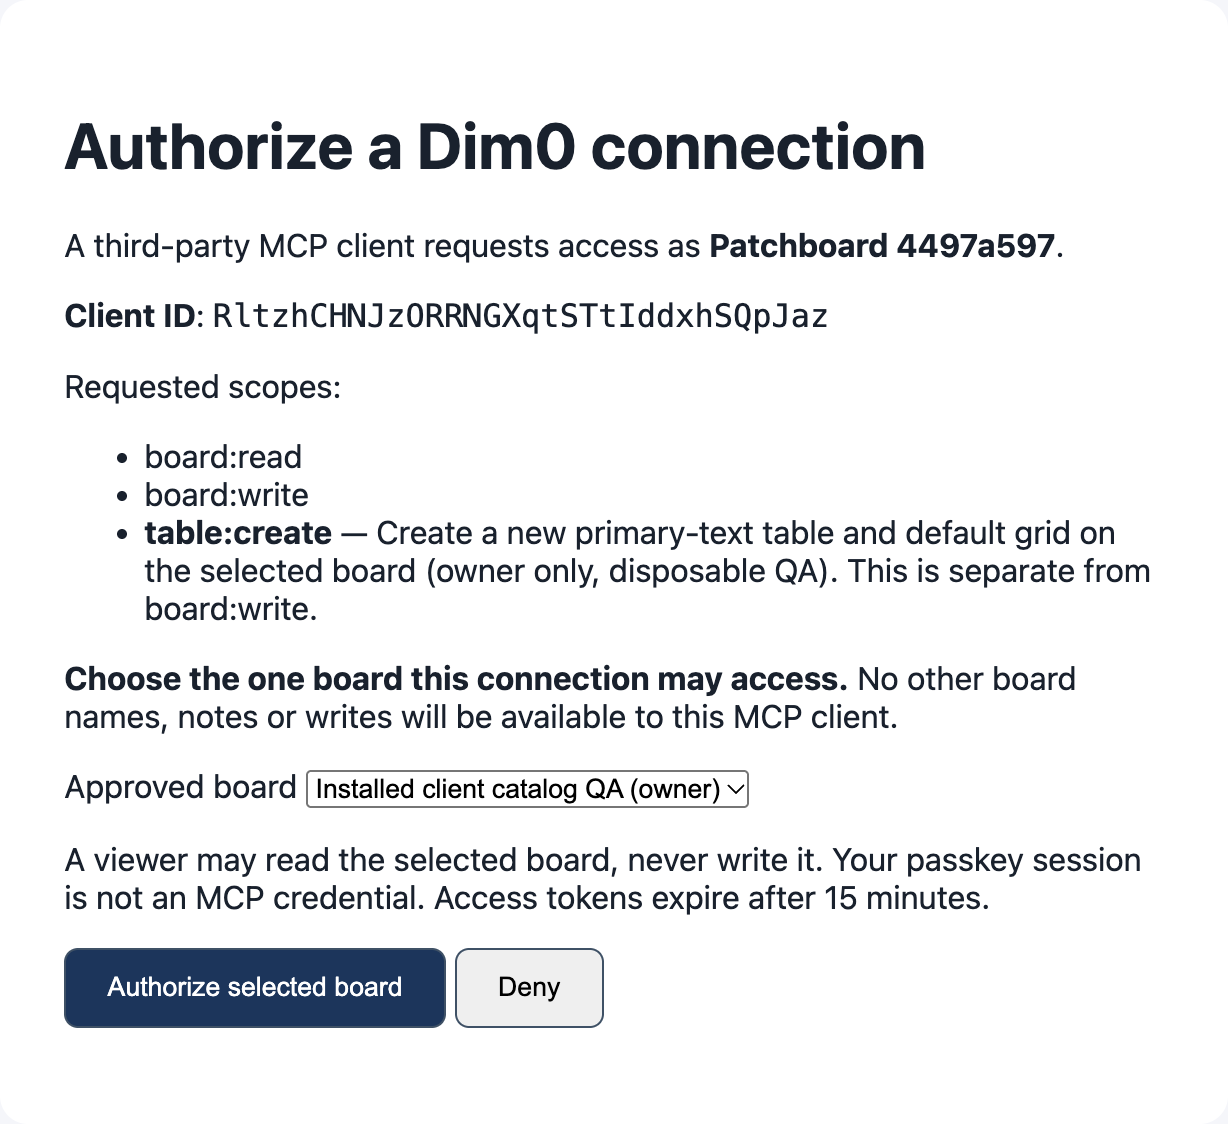 Authorize a Dim0 connection
A third-party MCP client requests access as Patchboard 4497a597.
Client ID: RltzhCHNJzORRNGXqtSTtIddxhSQpJaz
Requested scopes:
• board:read
• board:write
• table:create — Create a new primary-text table and default grid on
the selected board (owner only, disposable QA). This is separate from
board:write.
Choose the one board this connection may access. No other board
names, notes or writes will be available to this MCP client.
Approved board Installed client catalog QA (owner)
A viewer may read the selected board, never write it. Your passkey session
is not an MCP credential. Access tokens expire after 15 minutes.
Authorize selected board Deny